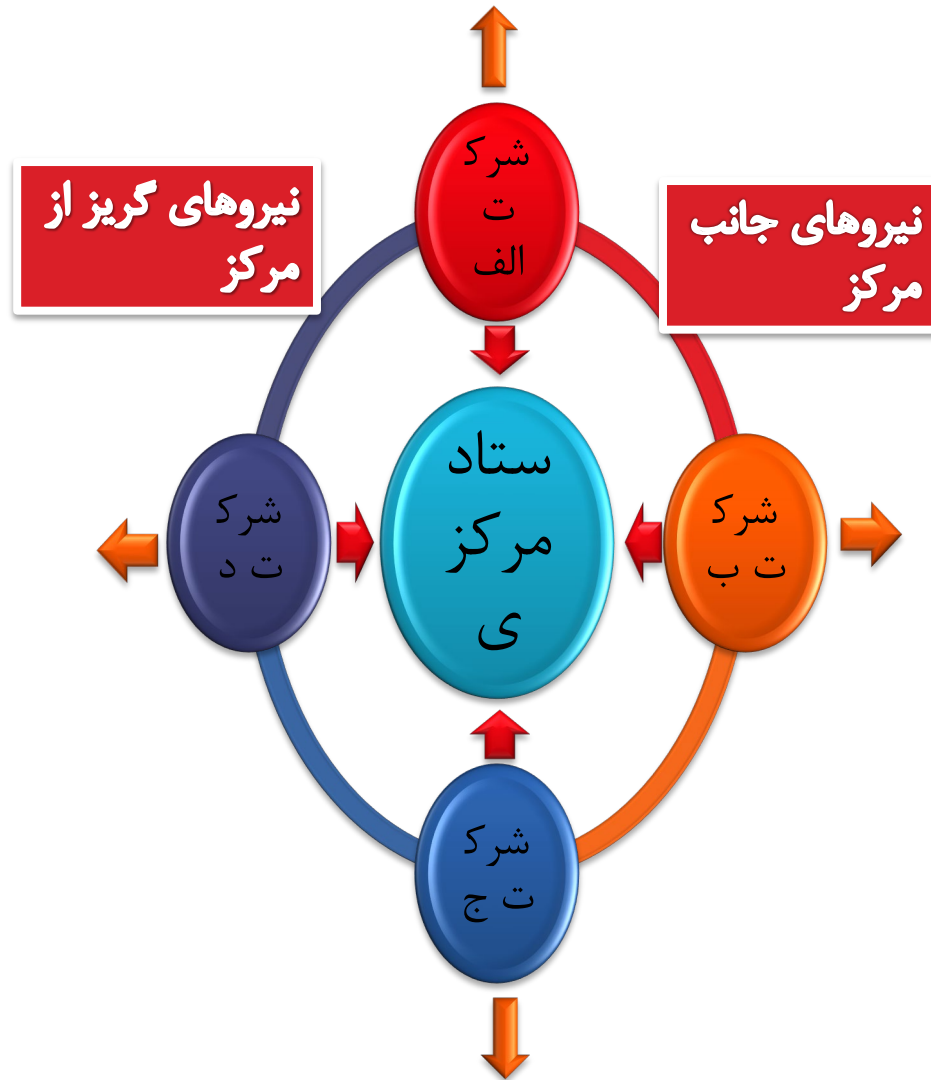 شرک
ت
الف
نیروهای گریز از
مرکز
نیروهای جانب
مرکز
ستاد
مرکز
ی
شرک
ت د
شرک
ت ب
شرک
ت ج